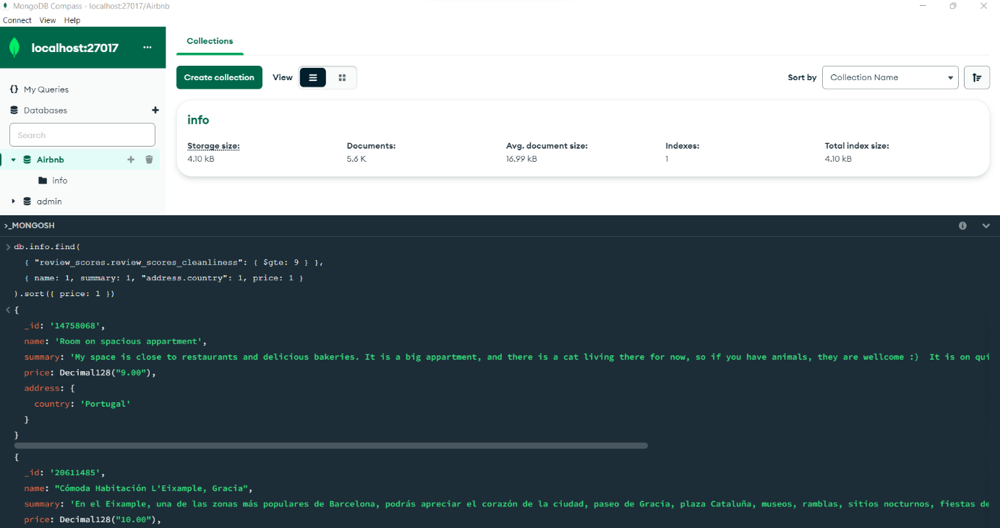 MongoDB Compass - localhost:27017/Airbnb
Connect View Help
localhost:27017 ...
My Queries
Databases
Search
Airbnb
info
admin
Collections
Create collection View Sort by Collection Name
info
Storage size: Documents: Avg. document size: Indexes: Total index size:
4.10 kB 5.6 K 16.99 kB 1 4.10 kB
>_MONGOSH
> db.info.find(
{ "review_scores.review_scores_cleanliness": { $gte: 9 } },
{ name: 1, summary: 1, "address.country": 1, price: 1 }
).sort({ price: 1 })
< {
_id: '14758068',
name: 'Room on spacious appartment',
summary: 'My space is close to restaurants and delicious bakeries. It is a big appartment, and there is a cat living there for now, so if you have animals, they are wellcome :)  It is on qui
price: Decimal128("9.00"),
address: {
country: 'Portugal'
}
}
{
_id: '20611485',
name: "Cómoda Habitación L'Eixample, Gracia",
summary: 'En el Eixample, una de las zonas más populares de Barcelona, podrás apreciar el corazón de la ciudad, paseo de Gracia, plaza Cataluña, museos, ramblas, sitios nocturnos, fiestas de
price: Decimal128("10.00"),